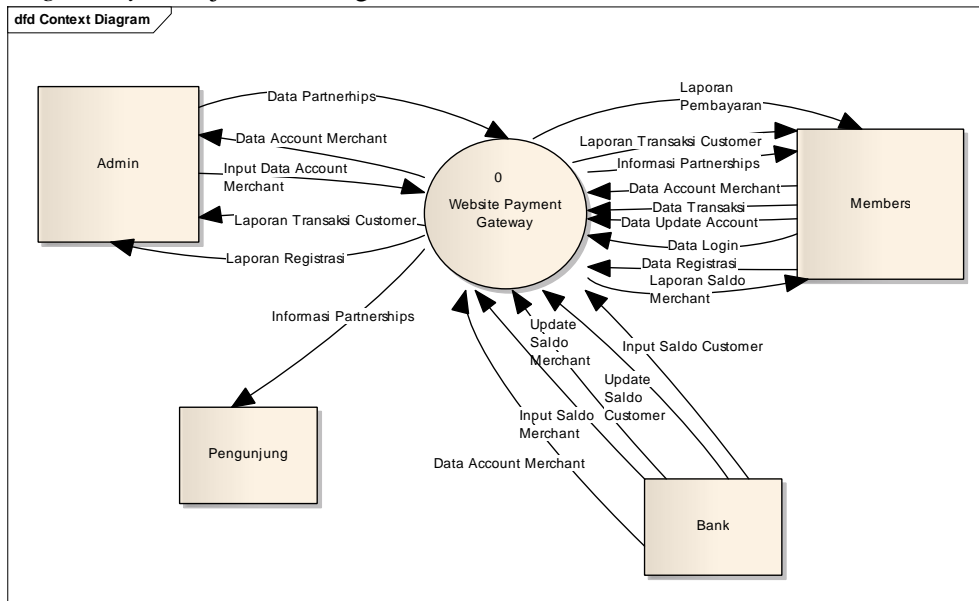 dfd Context Diagram
Laporan
Pembayaran
Data Partnerhips
Laporan Transaksi Customer
Data Account Merchant
Informasi Partnerships
Admin
Input Data Account
Merchant
0
Website Payment
Gateway
Data Account Merchant
Members
Data Transaksi
Laporan Transaksi Customer
Data Update Account
Data Login
Laporan Registrasi
Data Registrasi
Laporan Saldo
Merchant
Informasi Partnerships
Update
Saldo
Merchant
Input Saldo Customer
Update
Saldo
Customer
Input Saldo
Merchant
Data Account Merchant
Pengunjung
Bank